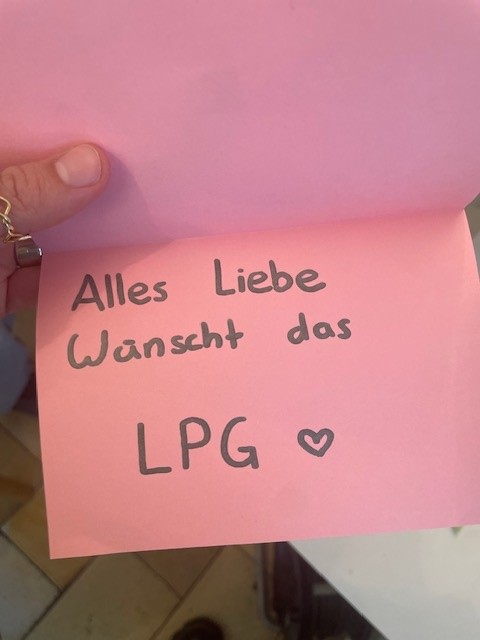 Alles Liebe
Wünscht das
LPG ♡